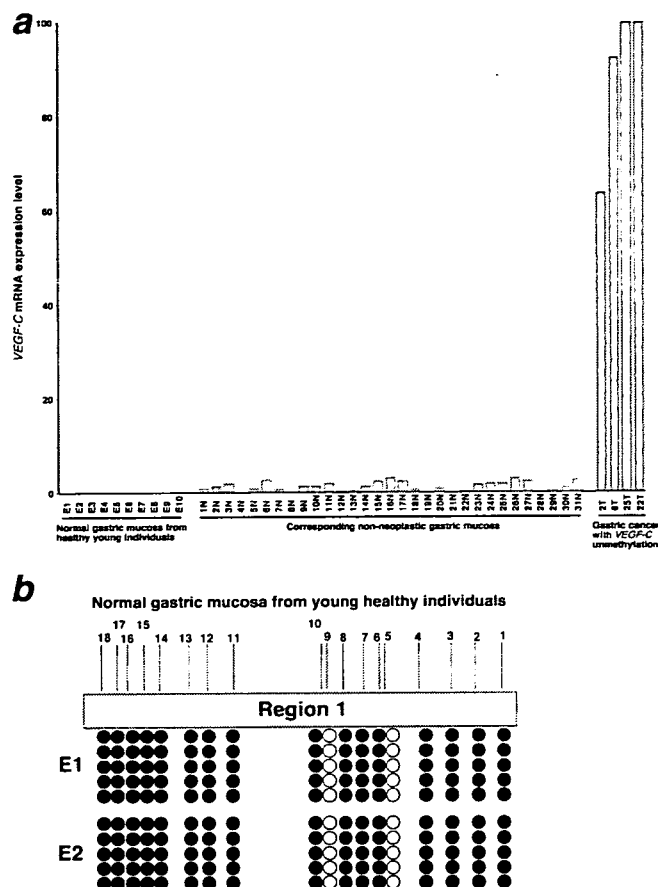 a
100
80
60
40
20
0
VEGF-C mRNA expression level
E1 E2 E3 E4 E5 E6 E7 E8 E9 E10
1N 2N 3N 4N 5N 6N 7N 8N 9N 10N 11N 12N 13N 14N 15N 16N 17N 18N 19N 20N 21N 22N 23N 24N 25N 26N 27N 28N 29N 30N 31N
2T 25T 22T
Normal gastric mucosa from
healthy young individuals
Corresponding non-neoplastic gastric mucosa
Gastric cancer
with VEGF-C
unmethylation
b
Normal gastric mucosa from young healthy individuals
18 17 16 15 14 13 12 11 10 9 8 7 6 5 4 3 2 1
Region 1
E1
E2